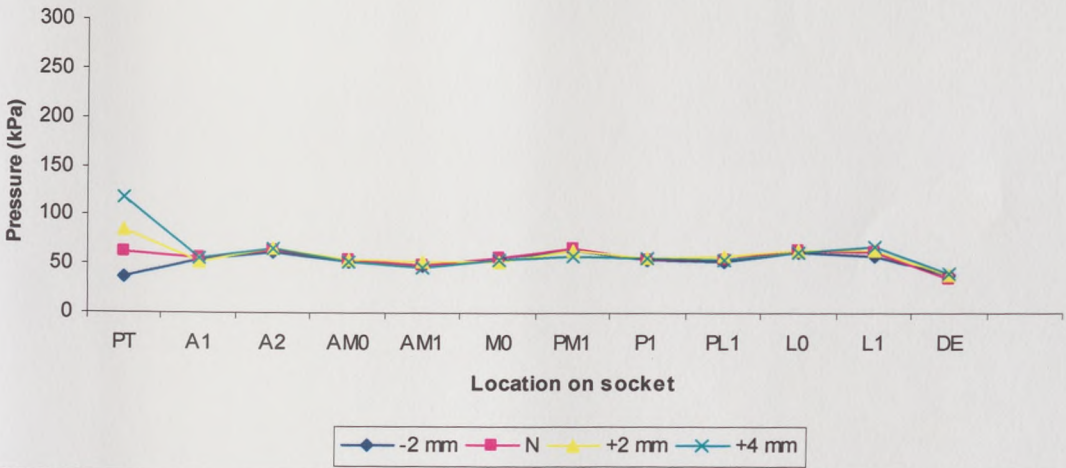 300
250
200
150
100
50
0
Pressure (kPa)
PT A1 A2 AM0 AM1 M0 PM1 P1 PL1 L0 L1 DE
Location on socket
-2 mm N +2 mm +4 mm